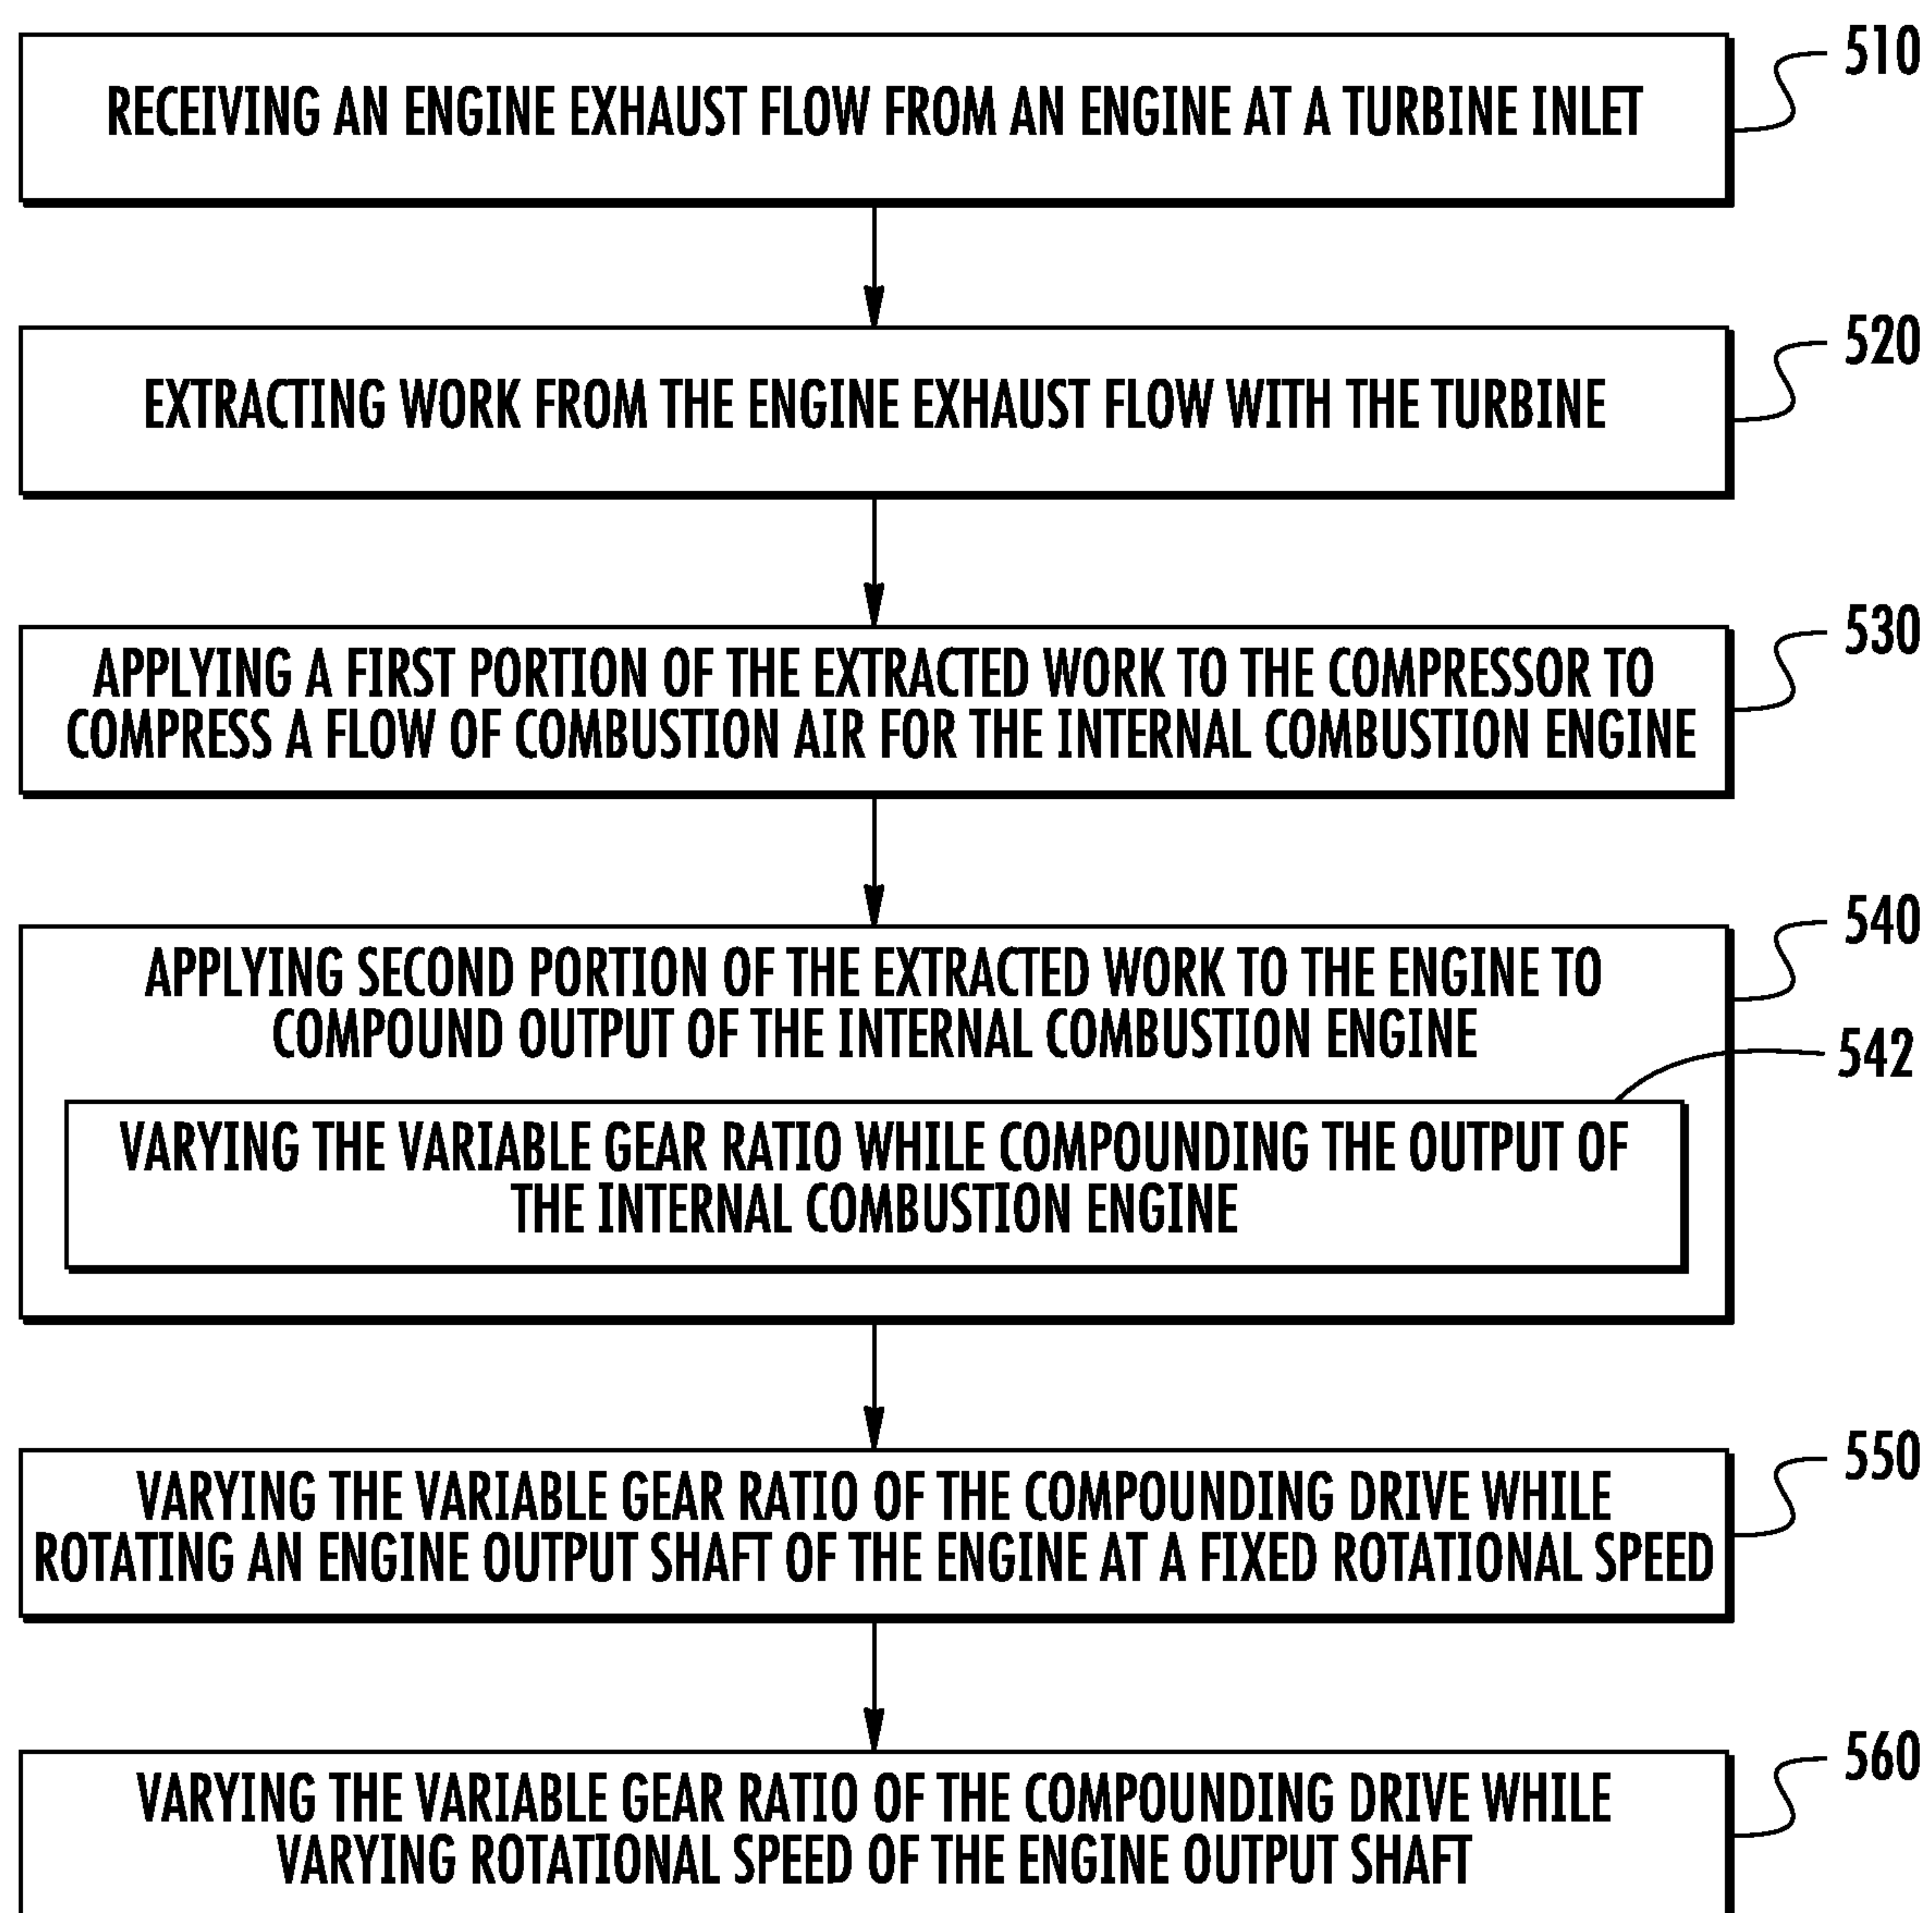 510
RECEIVING AN ENGINE EXHAUST FLOW FROM AN ENGINE AT A TURBINE INLET
520
EXTRACTING WORK FROM THE ENGINE EXHAUST FLOW WITH THE TURBINE
530
APPLYING A FIRST PORTION OF THE EXTRACTED WORK TO THE COMPRESSOR TO
COMPRESS A FLOW OF COMBUSTION AIR FOR THE INTERNAL COMBUSTION ENGINE
540
APPLYING SECOND PORTION OF THE EXTRACTED WORK TO THE ENGINE TO
COMPOUND OUTPUT OF THE INTERNAL COMBUSTION ENGINE
542
VARYING THE VARIABLE GEAR RATIO WHILE COMPOUNDING THE OUTPUT OF
THE INTERNAL COMBUSTION ENGINE
550
VARYING THE VARIABLE GEAR RATIO OF THE COMPOUNDING DRIVE WHILE
ROTATING AN ENGINE OUTPUT SHAFT OF THE ENGINE AT A FIXED ROTATIONAL SPEED
560
VARYING THE VARIABLE GEAR RATIO OF THE COMPOUNDING DRIVE WHILE
VARYING ROTATIONAL SPEED OF THE ENGINE OUTPUT SHAFT